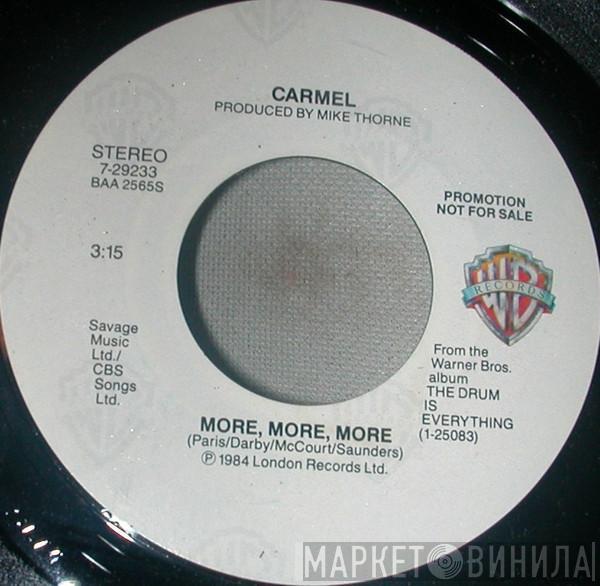 CARMEL
PRODUCED BY MIKE THORNE
STEREO
7-29233
BAA 2565S
3:15
Savage
Music
Ltd./
CBS
Songs
Ltd.
PROMOTION
NOT FOR SALE
WB
RECORDS
From the
Warner Bros.
album
THE DRUM
IS
EVERYTHING
(1-25083)
MORE, MORE, MORE
(Paris/Darby/McCourt/Saunders)
Ⓟ 1984 London Records Ltd.
МАРКЕТ ВИНИЛА